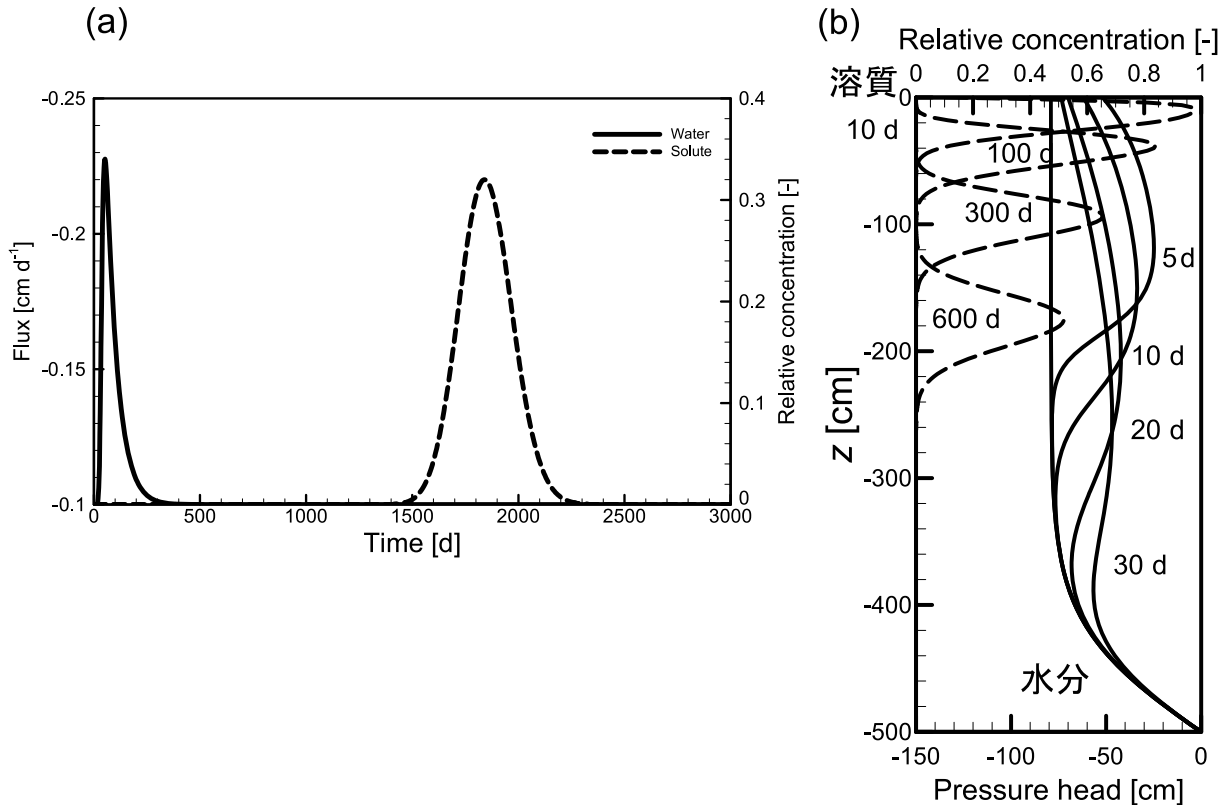 (a)
-0.25
-0.2
-0.15
-0.1
Flux [cm d-1]
0.4
0.3
0.2
0.1
0
Relative concentration [-]
Water
Solute
0 500 1000 1500 2000 2500 3000
Time [d]
(b)
Relative concentration [-]
0 0.2 0.4 0.6 0.8 1
溶質
0
-100
-200
-300
-400
-500
z [cm]
10 d
100 d
300 d
600 d
5 d
10 d
20 d
30 d
水分
-150 -100 -50 0
Pressure head [cm]